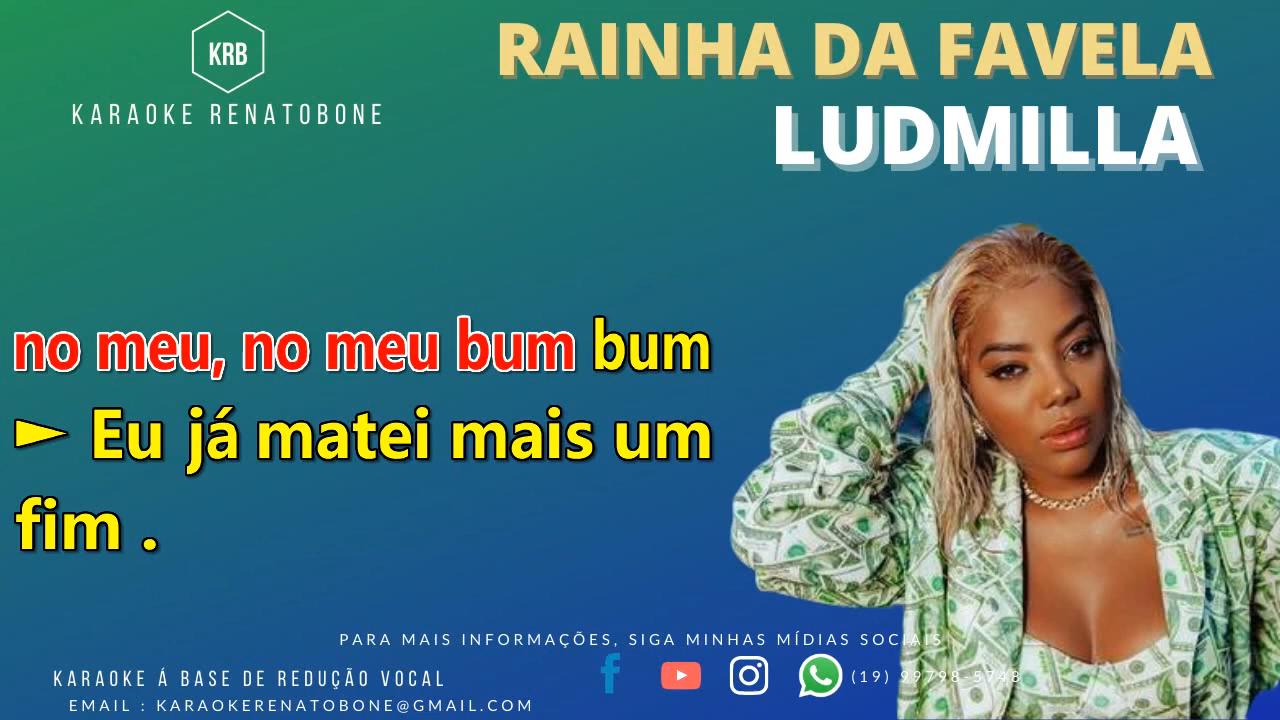 KRB
KARAOKE RENATOBONE
RAINHA DA FAVELA
LUDMILLA
no meu, no meu bum bum
► Eu já matei mais um
fim .
PARA MAIS INFORMAÇÕES, SIGA MINHAS MÍDIAS SOCIAIS
(19) 99798-5748
KARAOKE Á BASE DE REDUÇÃO VOCAL
EMAIL : KARAOKERENATOBONE@GMAIL.COM